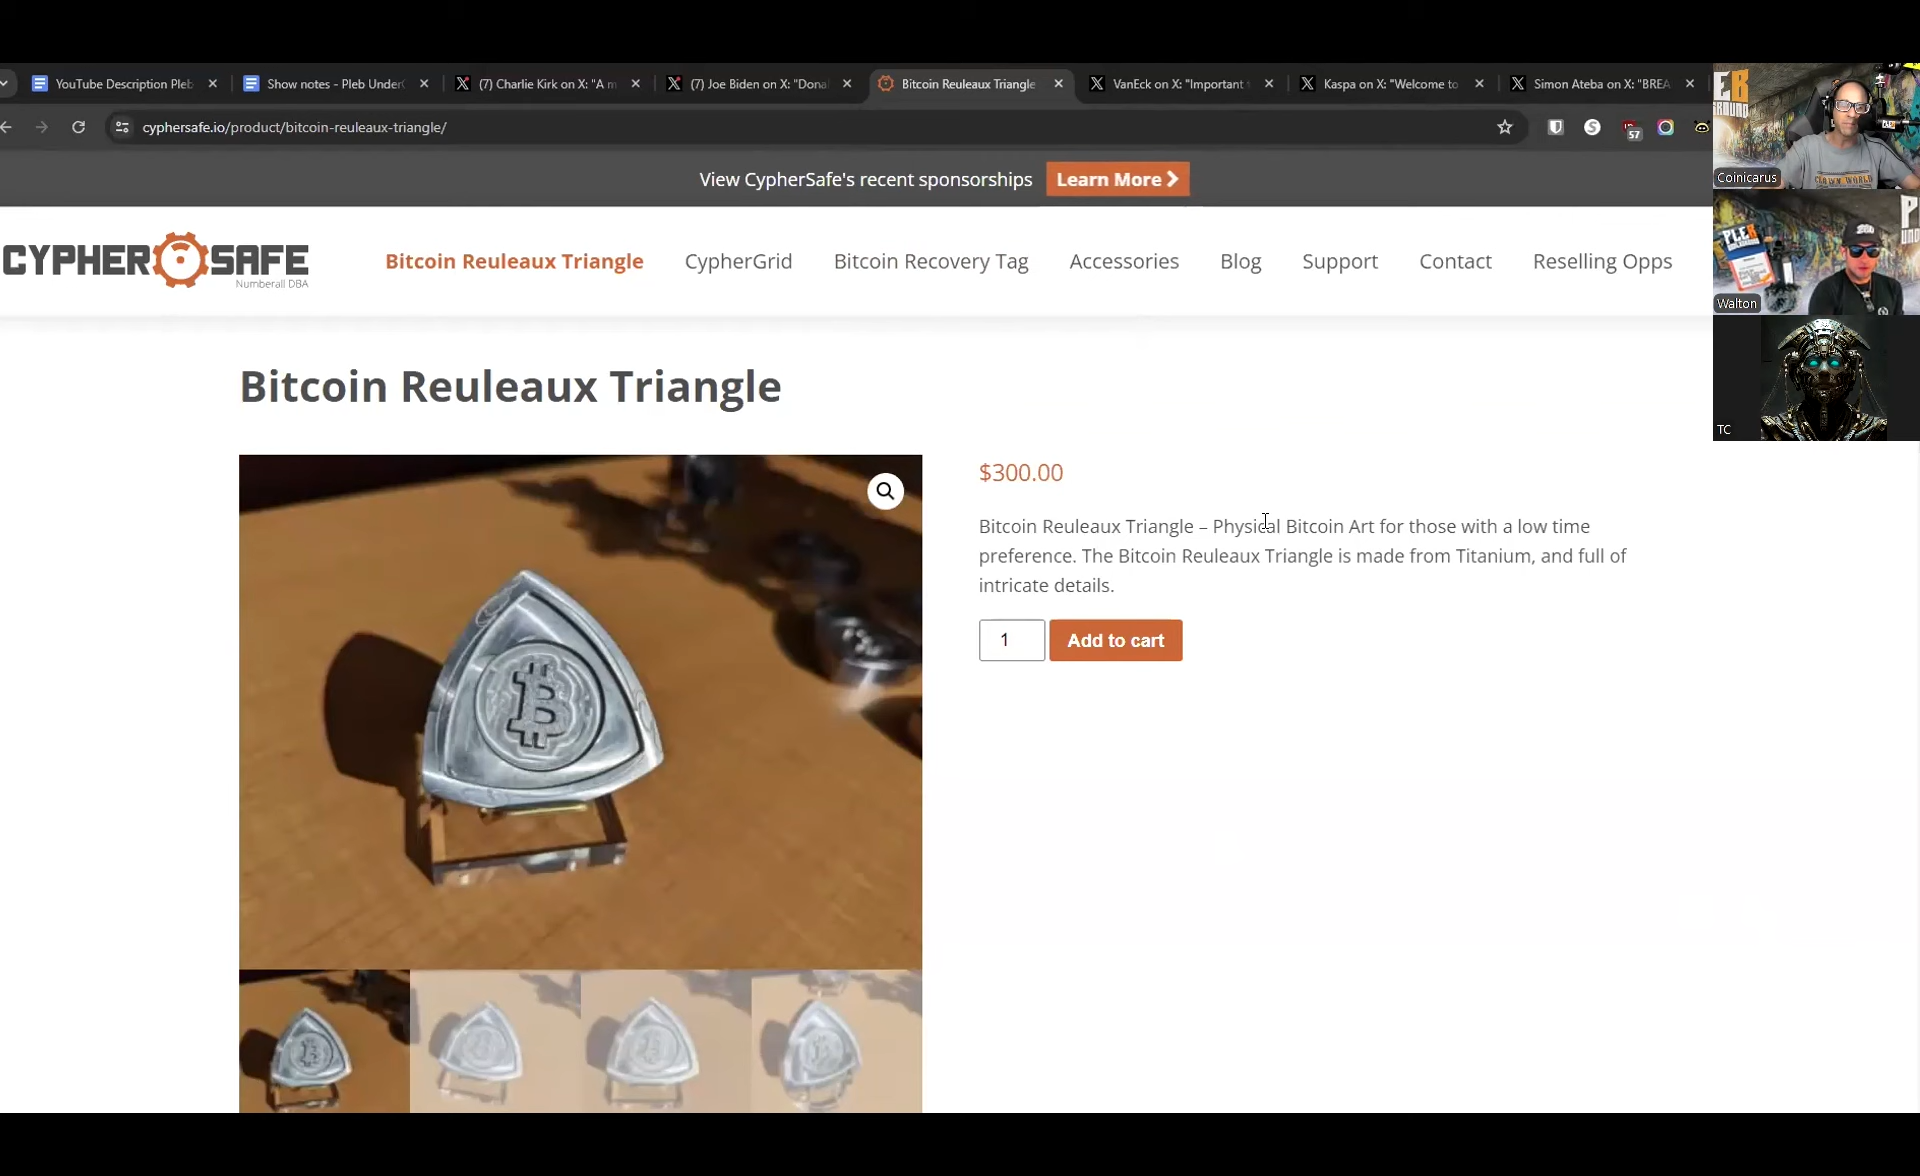 YouTube Description Pleb
Show notes - Pleb Under
(7) Charlie Kirk on X: "A m
(7) Joe Biden on X: "Dona
Bitcoin Reuleaux Triangle
VanEck on X: "Important
Kaspa on X: "Welcome to
Simon Ateba on X: "BREA
cyphersafe.io/product/bitcoin-reuleaux-triangle/
57
View CypherSafe's recent sponsorships Learn More
CYPHERSAFE
Numberall DBA
Bitcoin Reuleaux Triangle
CypherGrid
Bitcoin Recovery Tag
Accessories
Blog
Support
Contact
Reselling Opps
Coinicarus
PLEB
Walton
TC
Bitcoin Reuleaux Triangle
$300.00
Bitcoin Reuleaux Triangle – Physical Bitcoin Art for those with a low time
preference. The Bitcoin Reuleaux Triangle is made from Titanium, and full of
intricate details.
1
Add to cart